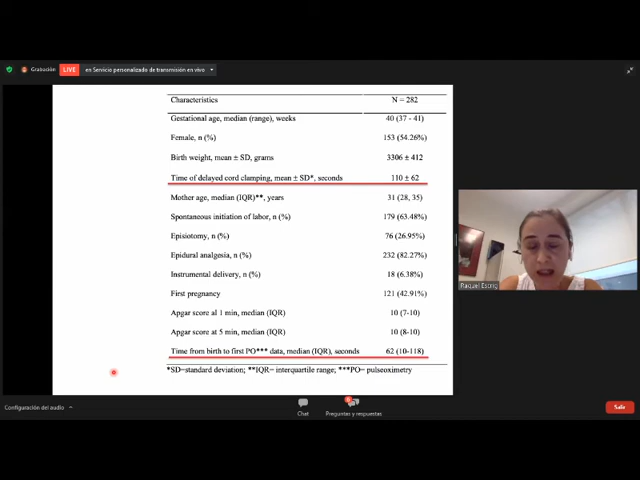 Grabación
LIVE
en Servicio personalizado de transmisión en vivo
Characteristics N = 282
Gestational age, median (range), weeks 40 (37 - 41)
Female, n (%) 153 (54.26%)
Birth weight, mean ± SD, grams 3306 ± 412
Time of delayed cord clamping, mean ± SD*, seconds 110 ± 62
Mother age, median (IQR)**, years 31 (28, 35)
Spontaneous initiation of labor, n (%) 179 (63.48%)
Episiotomy, n (%) 76 (26.95%)
Epidural analgesia, n (%) 232 (82.27%)
Instrumental delivery, n (%) 18 (6.38%)
First pregnancy 121 (42.91%)
Apgar score al 1 min, median (IQR) 10 (7-10)
Apgar score at 5 min, median (IQR) 10 (8-10)
Time from birth to first PO*** data, median (IQR), seconds 62 (10-118)
*SD=standard deviation; **IQR= interquartile range; ***PO= pulseoximetry
Raquel Escrig
Configuración del audio
Chat
Preguntas y respuestas
Salir